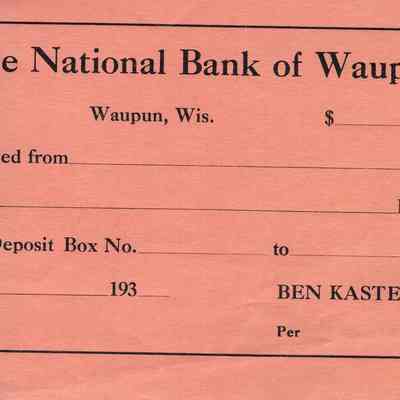 e National Bank of Waup
Waupun, Wis. $
ed from
Deposit Box No. to
193
BEN KASTE
Per